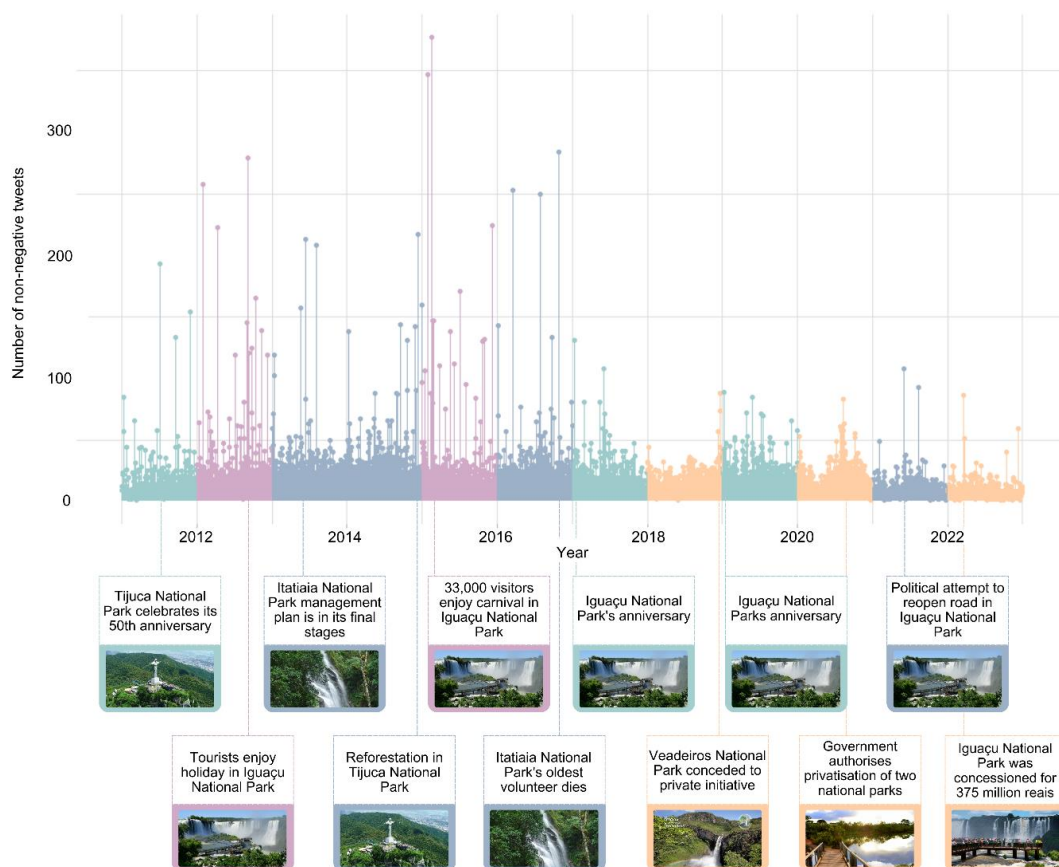 Number of non-negative tweets
300
200
100
0
2012
2014
2016
2018
2020
2022
Year
Tijuca National
Park celebrates its
50th anniversary
Itatiaia National
Park management
plan is in its final
stages
33,000 visitors
enjoy carnival in
Iguaçu National
Park
Iguaçu National
Park's anniversary
Iguaçu National
Parks anniversary
Political attempt to
reopen road in
Iguaçu National
Park
Tourists enjoy
holiday in Iguaçu
National Park
Reforestation in
Tijuca National
Park
Itatiaia National
Park's oldest
volunteer dies
Veadeiros National
Park conceded to
private initiative
Government
authorises
privatisation of two
national parks
Iguaçu National
Park was
concessioned for
375 million reais